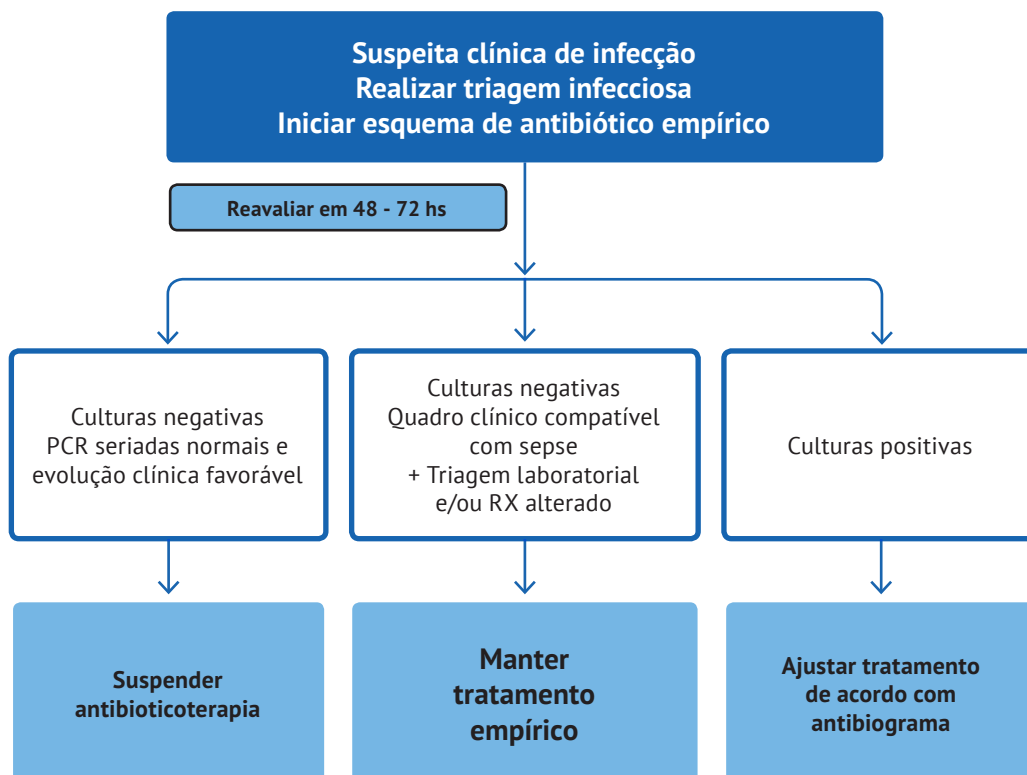 Suspeita clínica de infecção
Realizar triagem infecciosa
Iniciar esquema de antibiótico empírico
Reavaliar em 48 - 72 hs
Culturas negativas
PCR seriadas normais e
evolução clínica favorável
Culturas negativas
Quadro clínico compatível
com sepse
+ Triagem laboratorial
e/ou RX alterado
Culturas positivas
Suspender
antibioticoterapia
Manter
tratamento
empírico
Ajustar tratamento
de acordo com
antibiograma